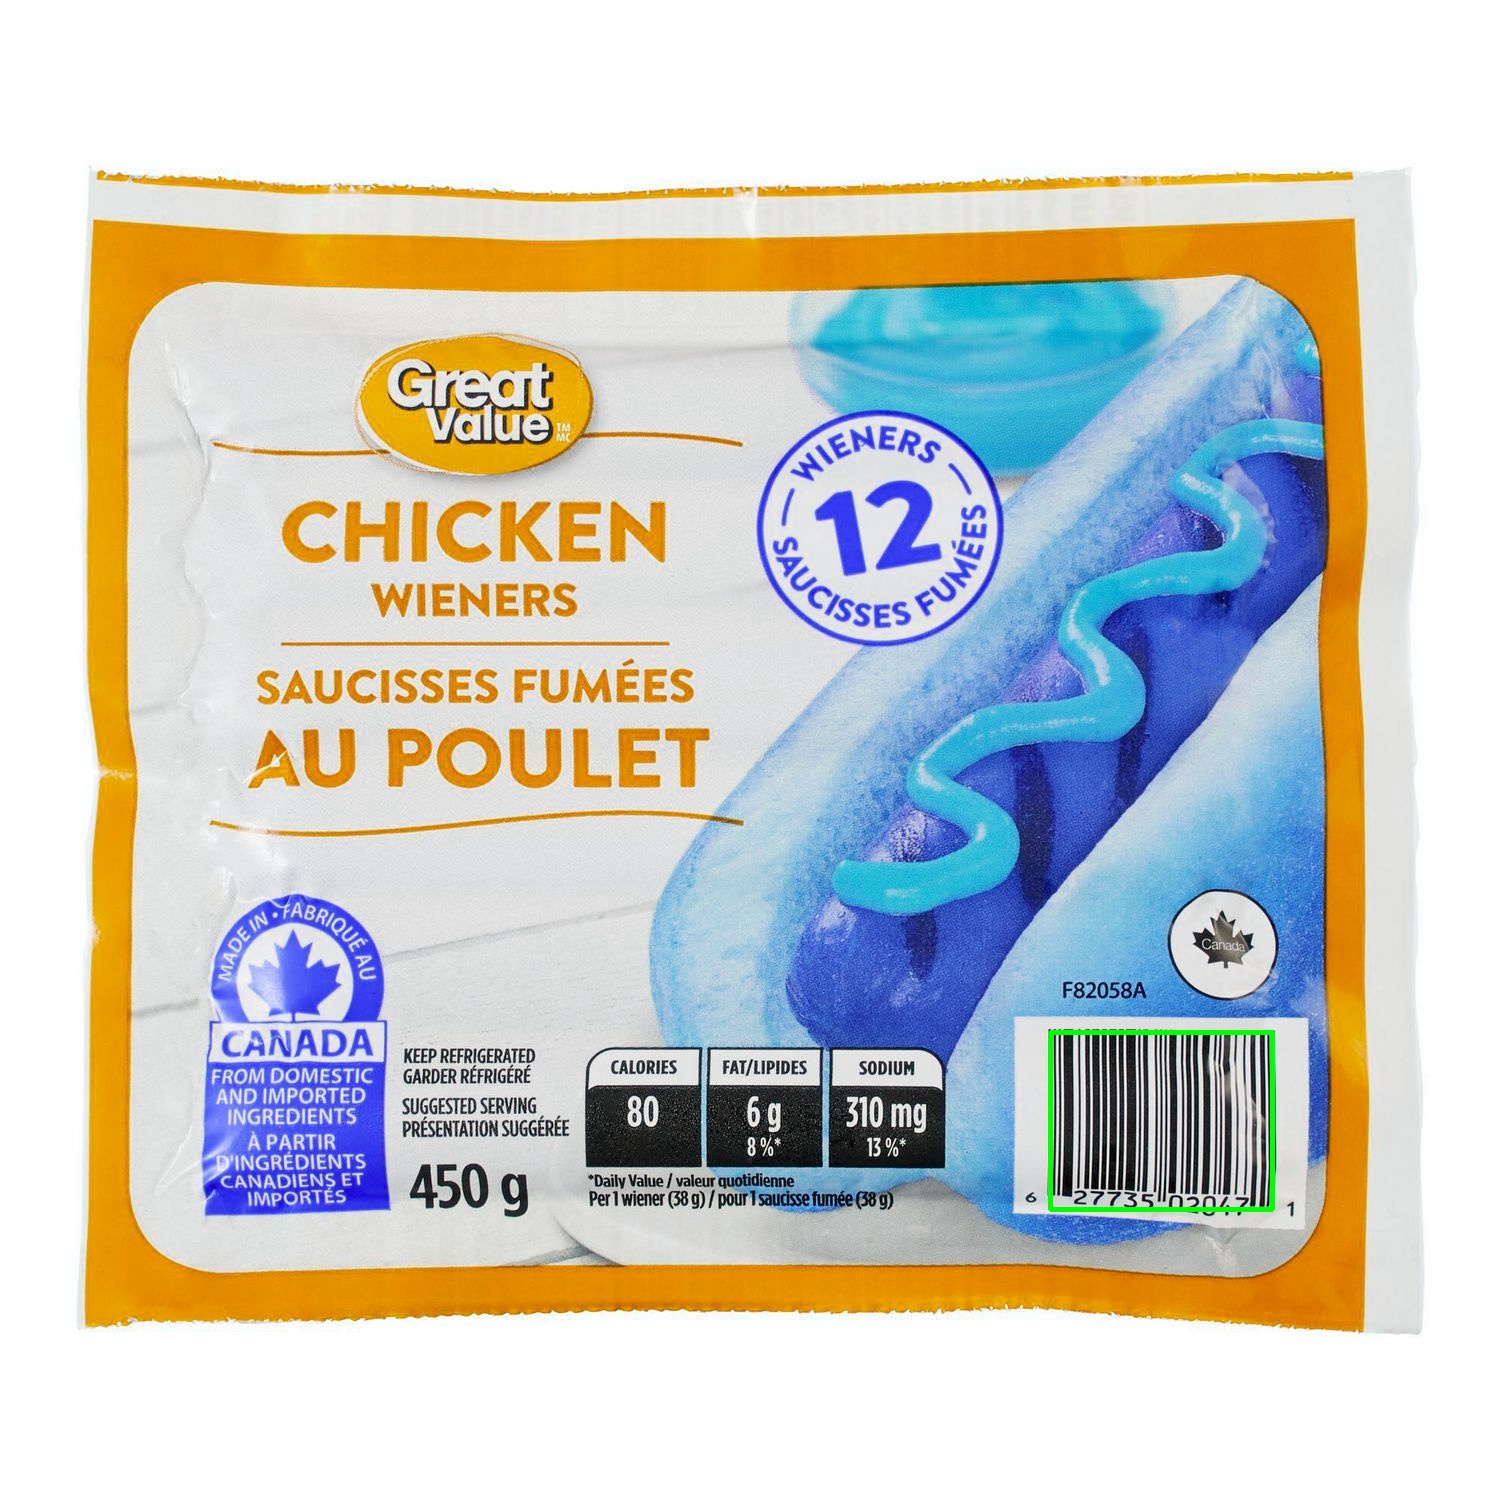 Great
Value
TM
MC
CHICKEN
WIENERS
SAUCISSES FUMÉES
AU POULET
WIENERS
12
SAUCISSES FUMÉES
MADE IN • FABRIQUÉ AU
CANADA
FROM DOMESTIC
AND IMPORTED
INGREDIENTS
À PARTIR
D'INGRÉDIENTS
CANADIENS ET
IMPORTÉS
KEEP REFRIGERATED
GARDER RÉFRIGÉRÉ
SUGGESTED SERVING
PRÉSENTATION SUGGÉRÉE
450 g
CALORIES
80
FAT/LIPIDES
6 g
8 %*
SODIUM
310 mg
13 %*
*Daily Value / valeur quotidienne
Per 1 wiener (38 g) / pour 1 saucisse fumée (38 g)
Canada
F82058A
6 27735 02047 1